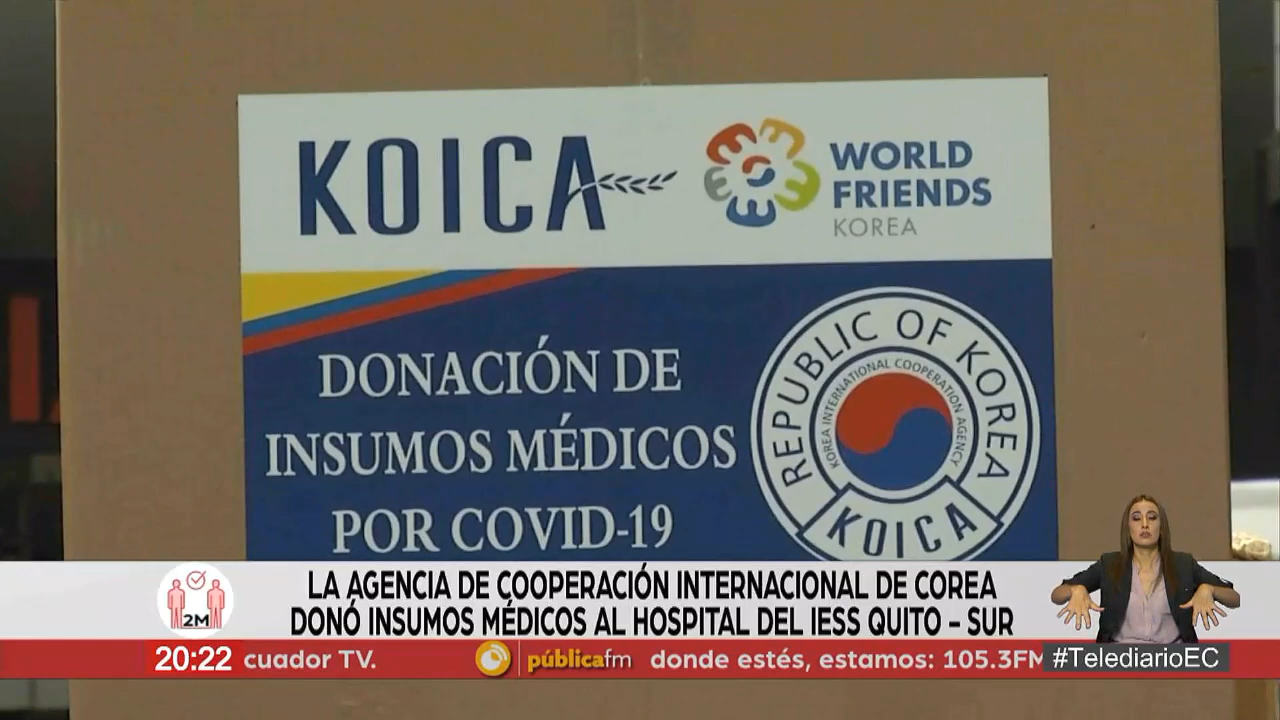 KOICA
WORLD
FRIENDS
KOREA
DONACIÓN DE
INSUMOS MÉDICOS
POR COVID-19
REPUBLIC OF KOREA
KOREA INTERNATIONAL COOPERATION AGENCY
KOICA
2M
LA AGENCIA DE COOPERACIÓN INTERNACIONAL DE COREA
DONÓ INSUMOS MÉDICOS AL HOSPITAL DEL IESS QUITO – SUR
20:22 cuador TV. públicafm donde estés, estamos: 105.3FM #TelediarioEC